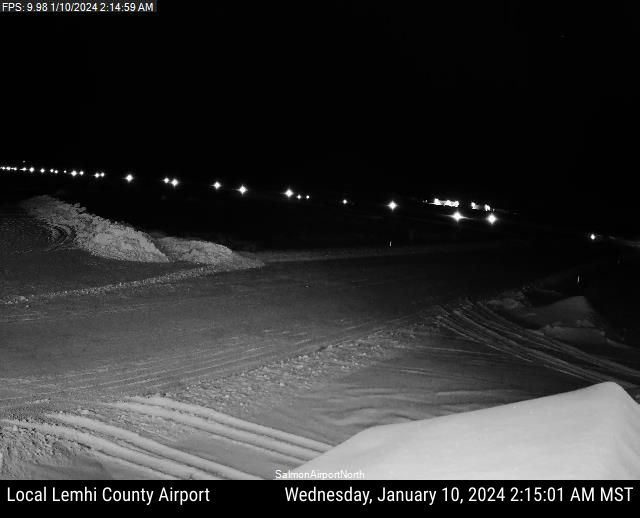 FPS: 9.98 1/10/2024 2:14:59 AM
SalmonAirportNorth
Local Lemhi County Airport Wednesday, January 10, 2024 2:15:01 AM MST